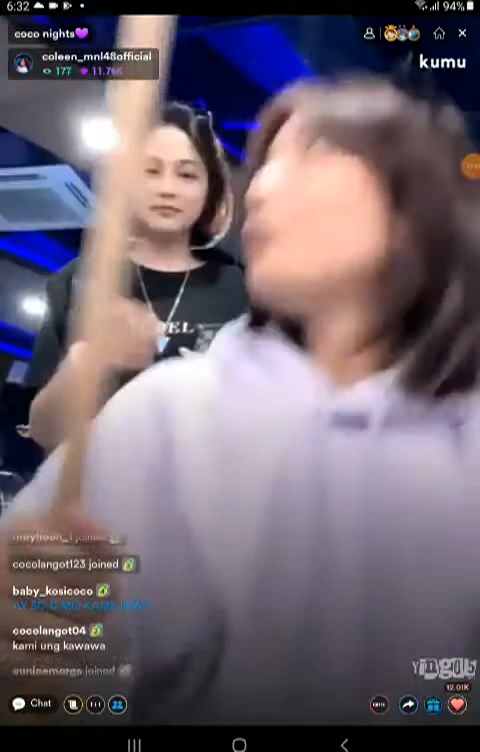 6:32
94%
coco nights💜
coleen_mnl48official
177 11.76K
kumu
cocolangot123 joined
baby_kosicoco
cocolangot04
kami ung kawawa
Chat
12.01K